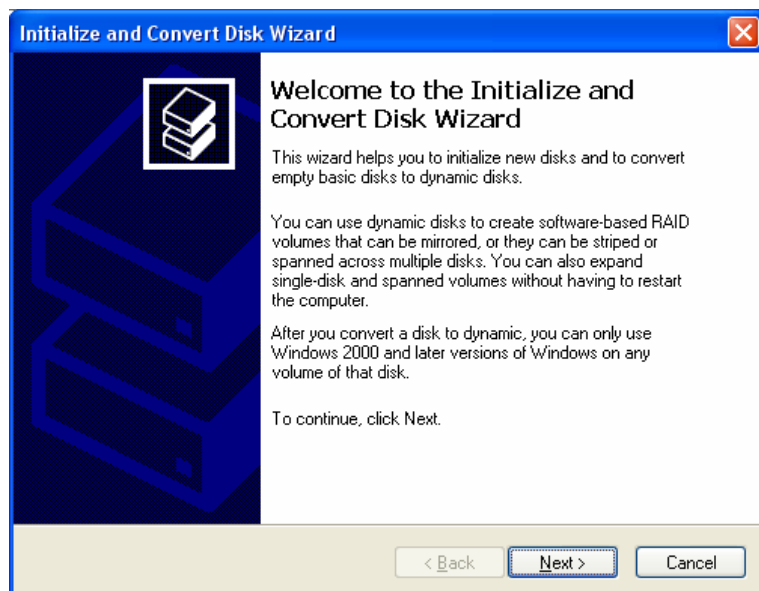 Initialize and Convert Disk Wizard
Welcome to the Initialize and
Convert Disk Wizard
This wizard helps you to initialize new disks and to convert
empty basic disks to dynamic disks.
You can use dynamic disks to create software-based RAID
volumes that can be mirrored, or they can be striped or
spanned across multiple disks. You can also expand
single-disk and spanned volumes without having to restart
the computer.
After you convert a disk to dynamic, you can only use
Windows 2000 and later versions of Windows on any
volume of that disk.
To continue, click Next.
< Back
Next >
Cancel